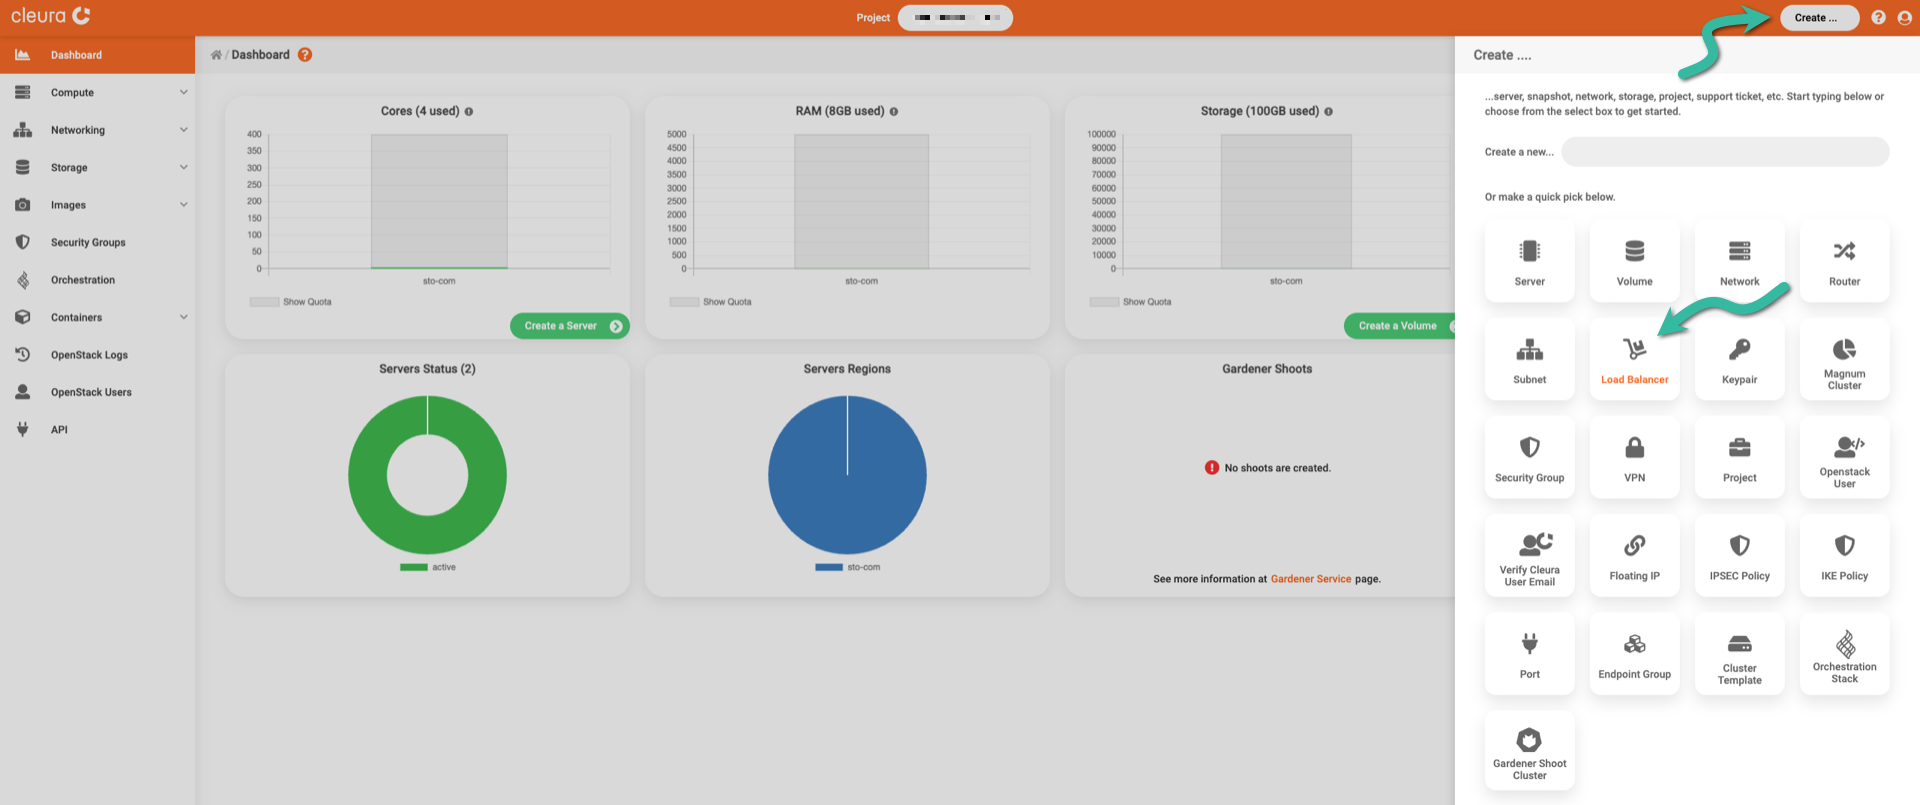 cleura
Project
Create ...
Dashboard
Compute
Networking
Storage
Images
Security Groups
Orchestration
Containers
OpenStack Logs
OpenStack Users
API
/ Dashboard
Cores (4 used)
400
350
300
250
200
150
100
50
0
sto-com
Show Quota
Create a Server
RAM (8GB used)
5000
4500
4000
3500
3000
2500
2000
1500
1000
500
0
sto-com
Show Quota
Storage (100GB used)
100000
90000
80000
70000
60000
50000
40000
30000
20000
10000
0
sto-com
Show Quota
Create a Volume
Servers Status (2)
active
Servers Regions
sto-com
Gardener Shoots
No shoots are created.
See more information at Gardener Service page.
Create ....
...server, snapshot, network, storage, project, support ticket, etc. Start typing below or
choose from the select box to get started.
Create a new...
Or make a quick pick below.
Server
Volume
Network
Router
Subnet
Load Balancer
Keypair
Magnum
Cluster
Security Group
VPN
Project
Openstack
User
Verify Cleura
User Email
Floating IP
IPSEC Policy
IKE Policy
Port
Endpoint Group
Cluster
Template
Orchestration
Stack
Gardener Shoot
Cluster